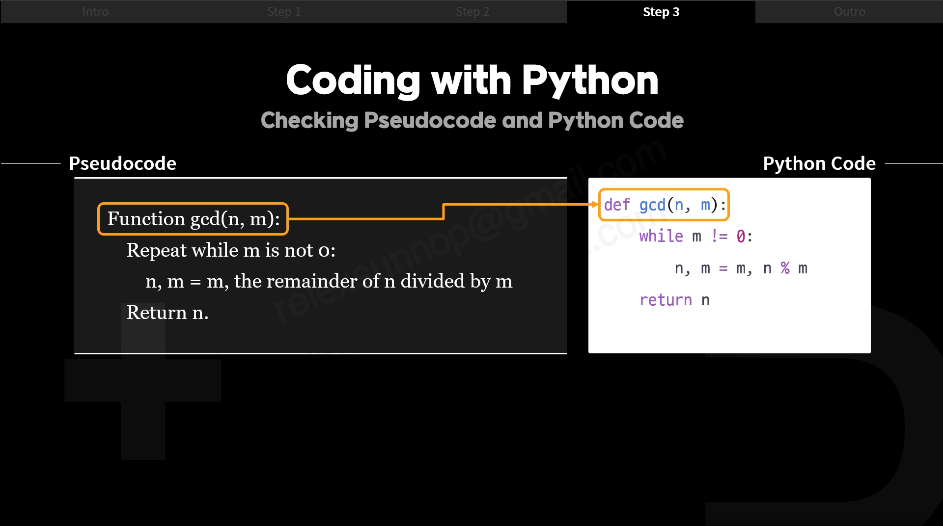 Intro Step 1 Step 2 Step 3 Outro
Coding with Python
Checking Pseudocode and Python Code
Pseudocode
Function gcd(n, m):
Repeat while m is not 0:
n, m = m, the remainder of n divided by m
Return n.
Python Code
def gcd(n, m):
while m != 0:
n, m = m, n % m
return n